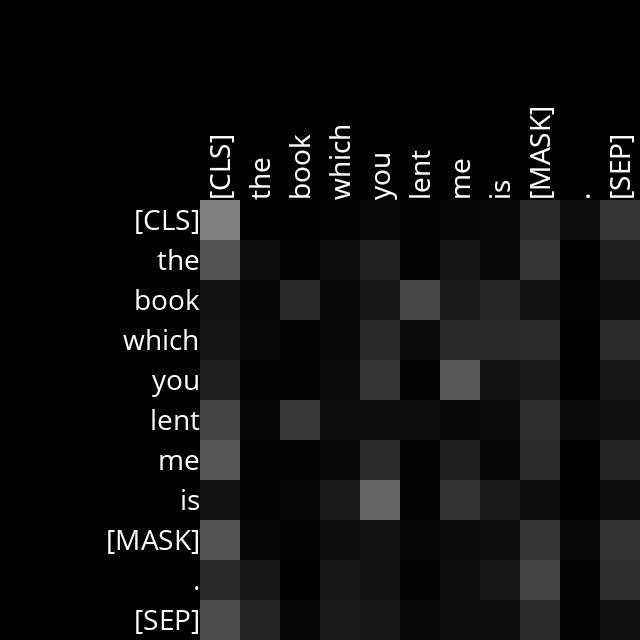 [CLS] the book which you lent me is [MASK] . [SEP]
[CLS]
the
book
which
you
lent
me
is
[MASK]
.
[SEP]